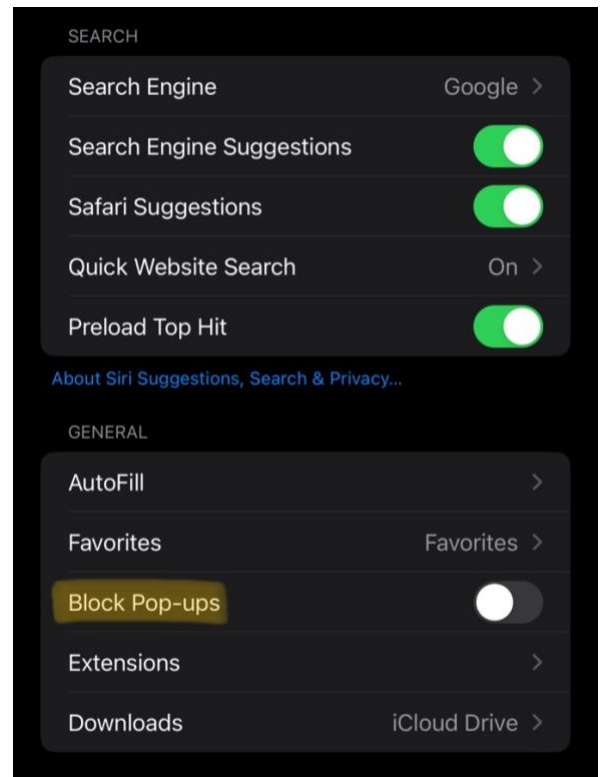 SEARCH
Search Engine Google
Search Engine Suggestions
Safari Suggestions
Quick Website Search On
Preload Top Hit
About Siri Suggestions, Search & Privacy...
GENERAL
AutoFill
Favorites Favorites
Block Pop-ups
Extensions
Downloads iCloud Drive